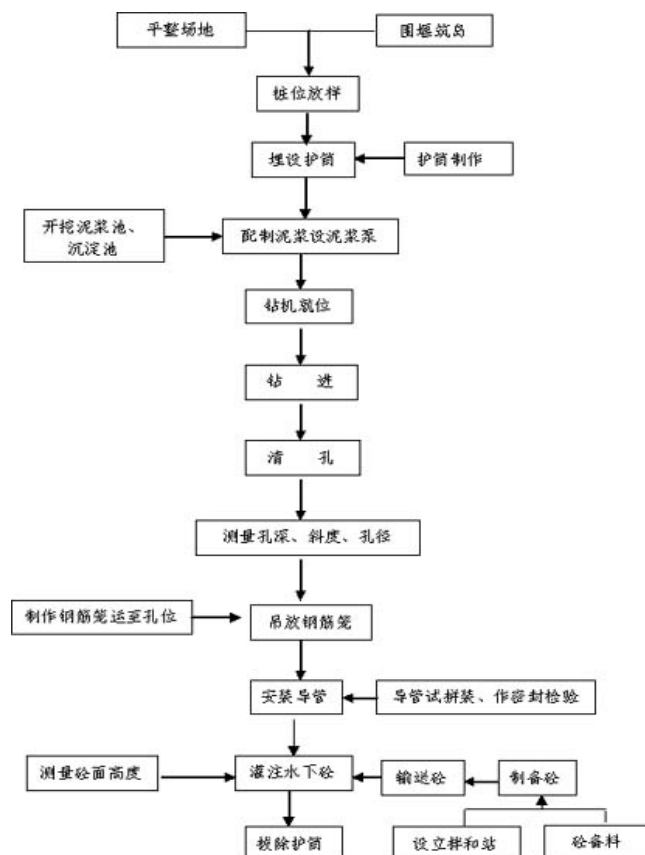 平整场地
围堰筑岛
桩位放样
埋设护筒
护筒制作
开挖泥浆池、
沉淀池
配制泥浆设泥浆泵
钻机就位
钻 进
清 孔
测量孔深、斜度、孔径
制作钢筋笼运至孔位
吊放钢筋笼
安装导管
导管试拼装、作密封检验
测量砼面高度
灌注水下砼
输送砼
制备砼
拔除护筒
设立拌和站
砼备料